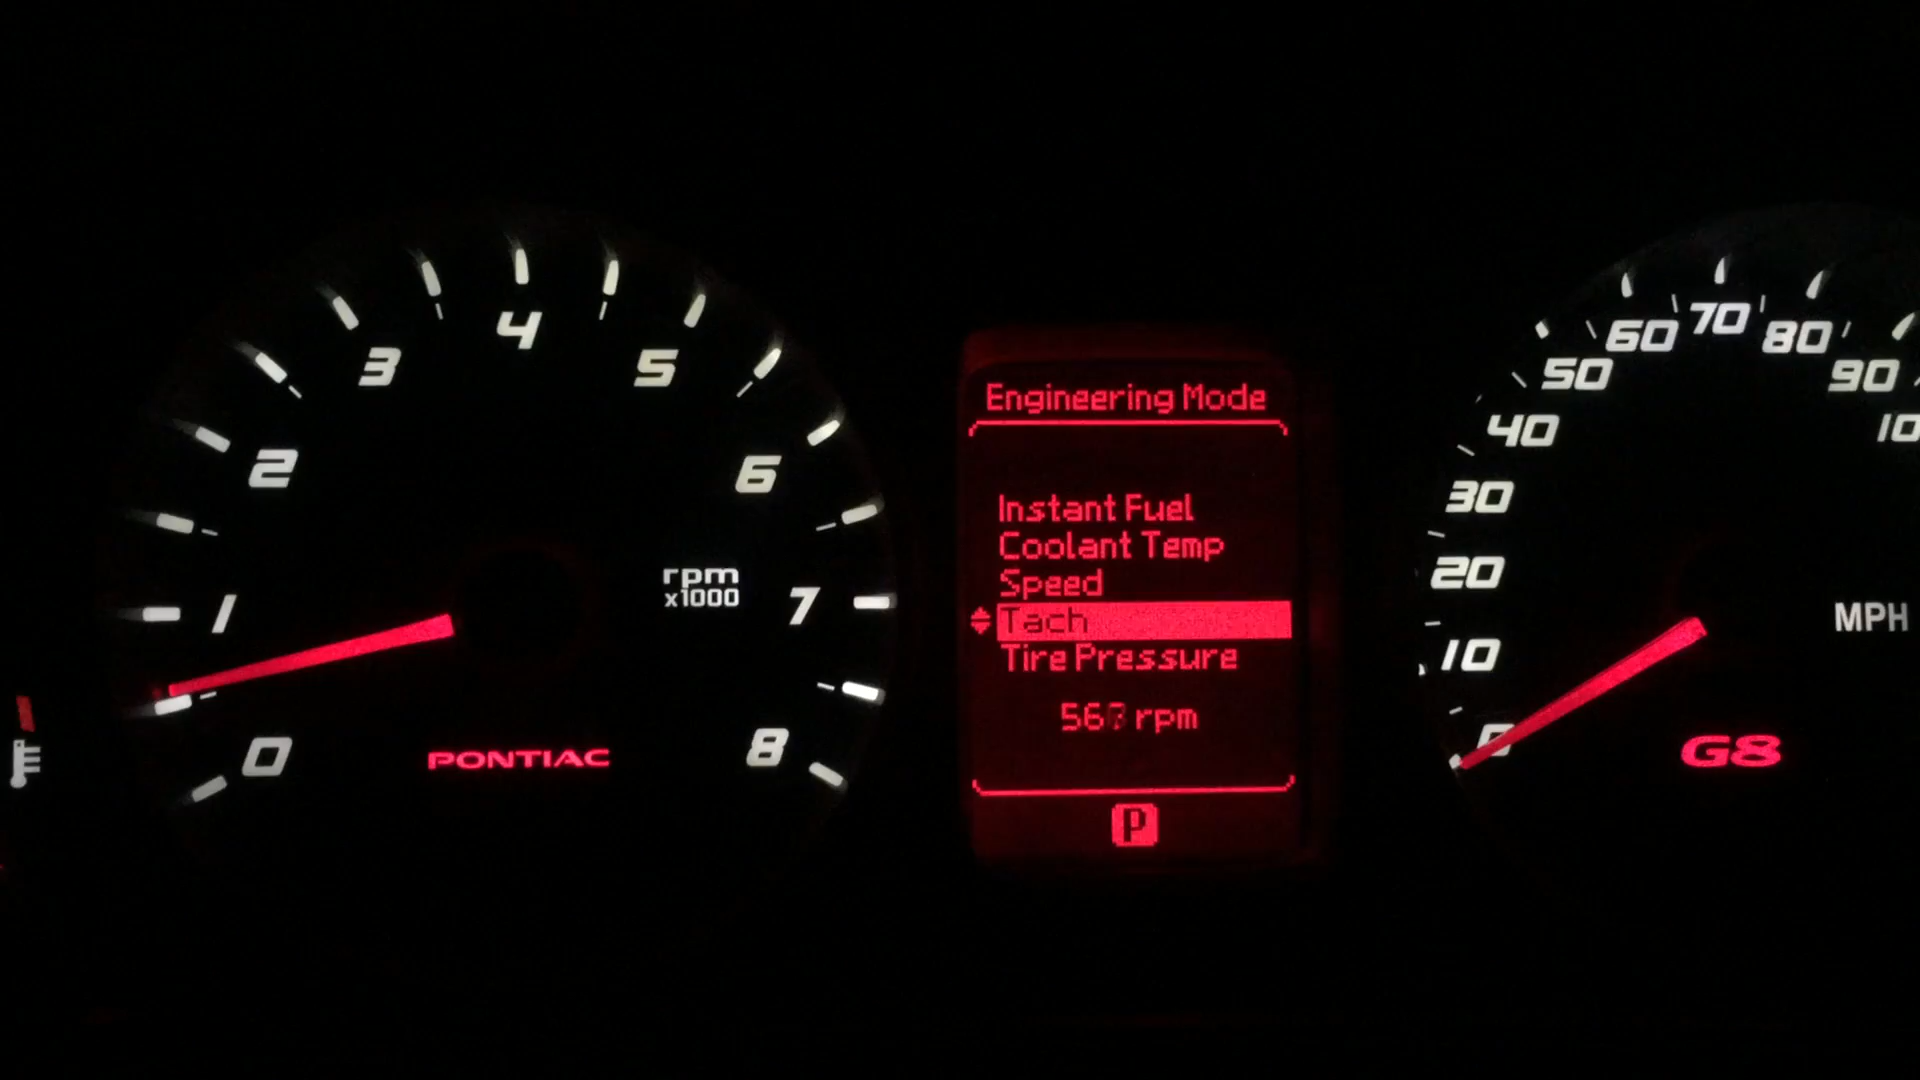 4
3
5
2
6
rpm
x1000
1
7
0
8
PONTIAC
Engineering Mode
Instant Fuel
Coolant Temp
Speed
Tach
Tire Pressure
rpm
P
70
60
80
50
90
40
30
20
MPH
10
0
G8